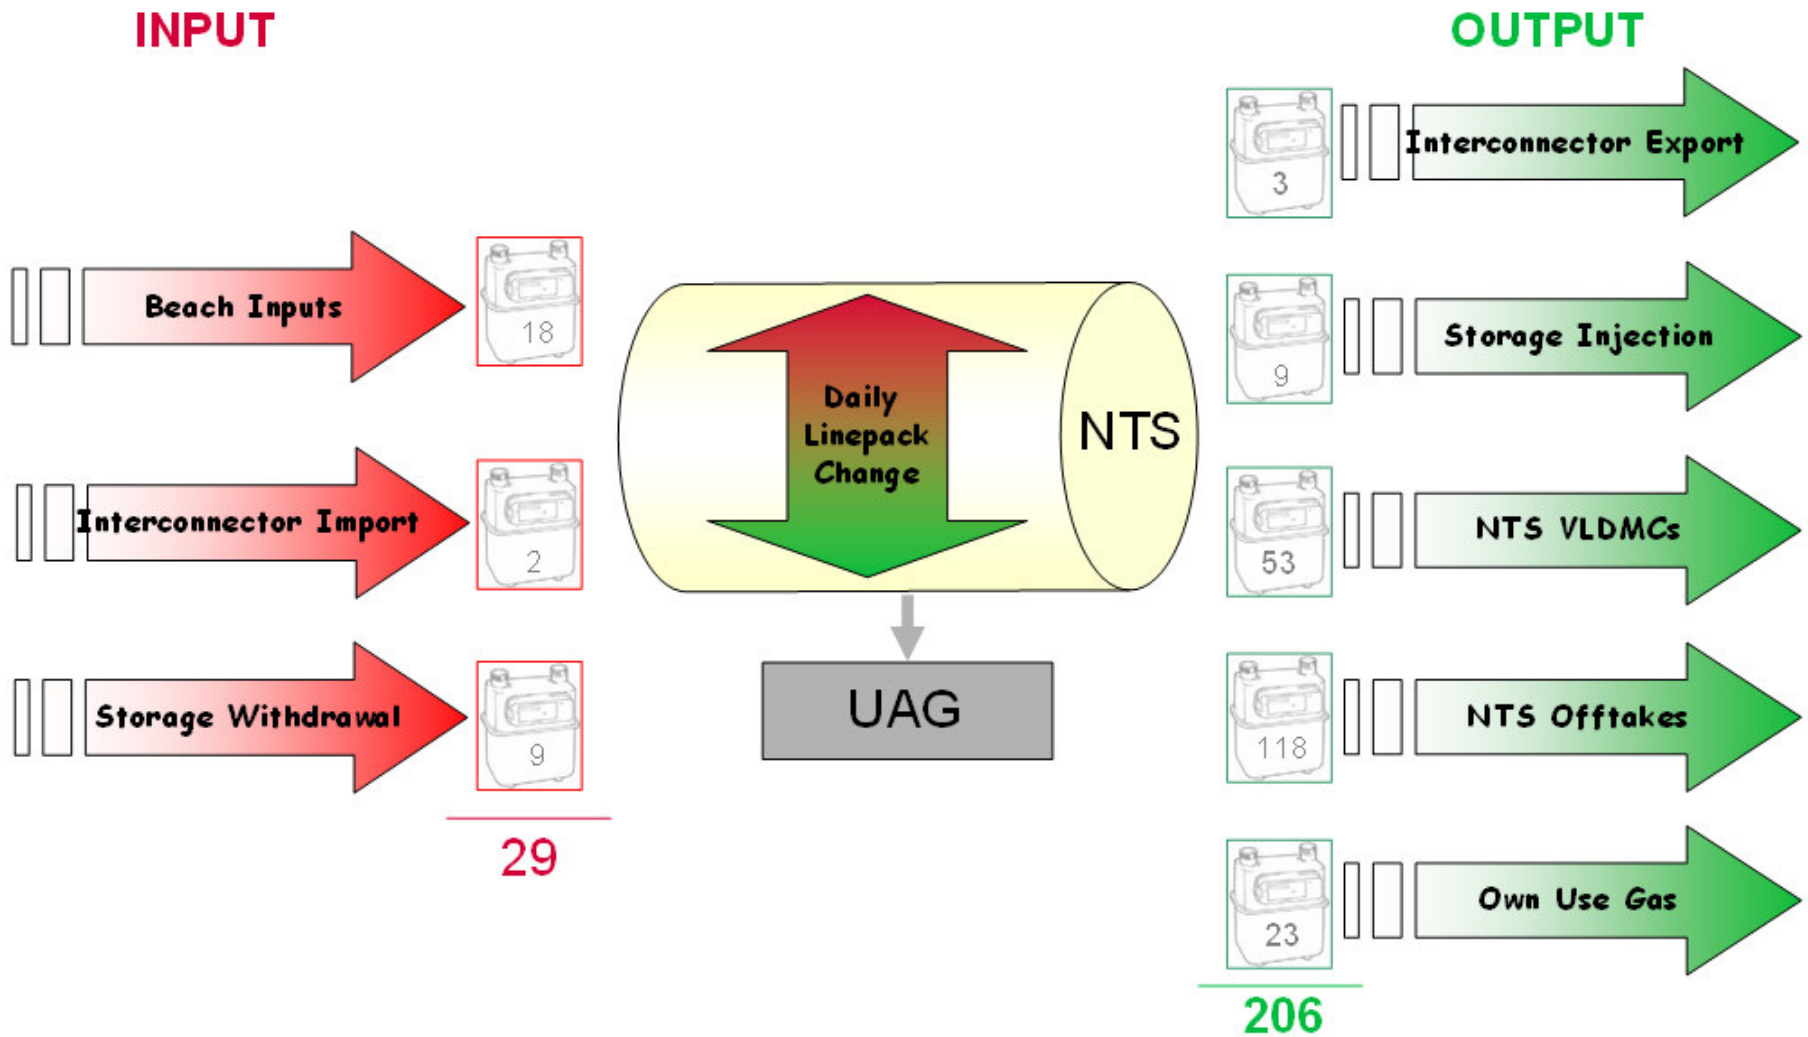 INPUT
OUTPUT
Beach Inputs
18
Interconnector Import
2
Storage Withdrawal
9
29
Daily
Linepack
Change
NTS
UAG
3
Interconnector Export
9
Storage Injection
53
NTS VLDMCs
118
NTS Offtakes
23
Own Use Gas
206